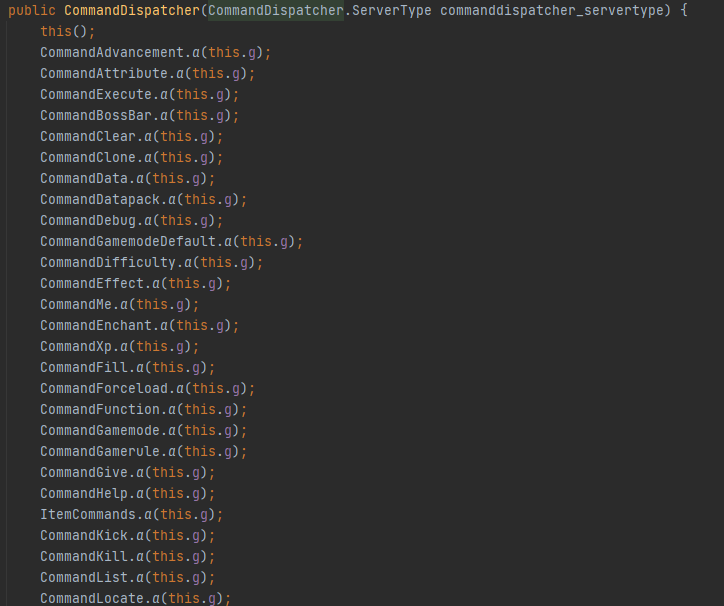 public CommandDispatcher(CommandDispatcher.ServerType commanddispatcher_servertype) {
this();
CommandAdvancement.a(this.g);
CommandAttribute.a(this.g);
CommandExecute.a(this.g);
CommandBossBar.a(this.g);
CommandClear.a(this.g);
CommandClone.a(this.g);
CommandData.a(this.g);
CommandDatapack.a(this.g);
CommandDebug.a(this.g);
CommandGamemodeDefault.a(this.g);
CommandDifficulty.a(this.g);
CommandEffect.a(this.g);
CommandMe.a(this.g);
CommandEnchant.a(this.g);
CommandXp.a(this.g);
CommandFill.a(this.g);
CommandForceload.a(this.g);
CommandFunction.a(this.g);
CommandGamemode.a(this.g);
CommandGamerule.a(this.g);
CommandGive.a(this.g);
CommandHelp.a(this.g);
ItemCommands.a(this.g);
CommandKick.a(this.g);
CommandKill.a(this.g);
CommandList.a(this.g);
CommandLocate.a(this.g);